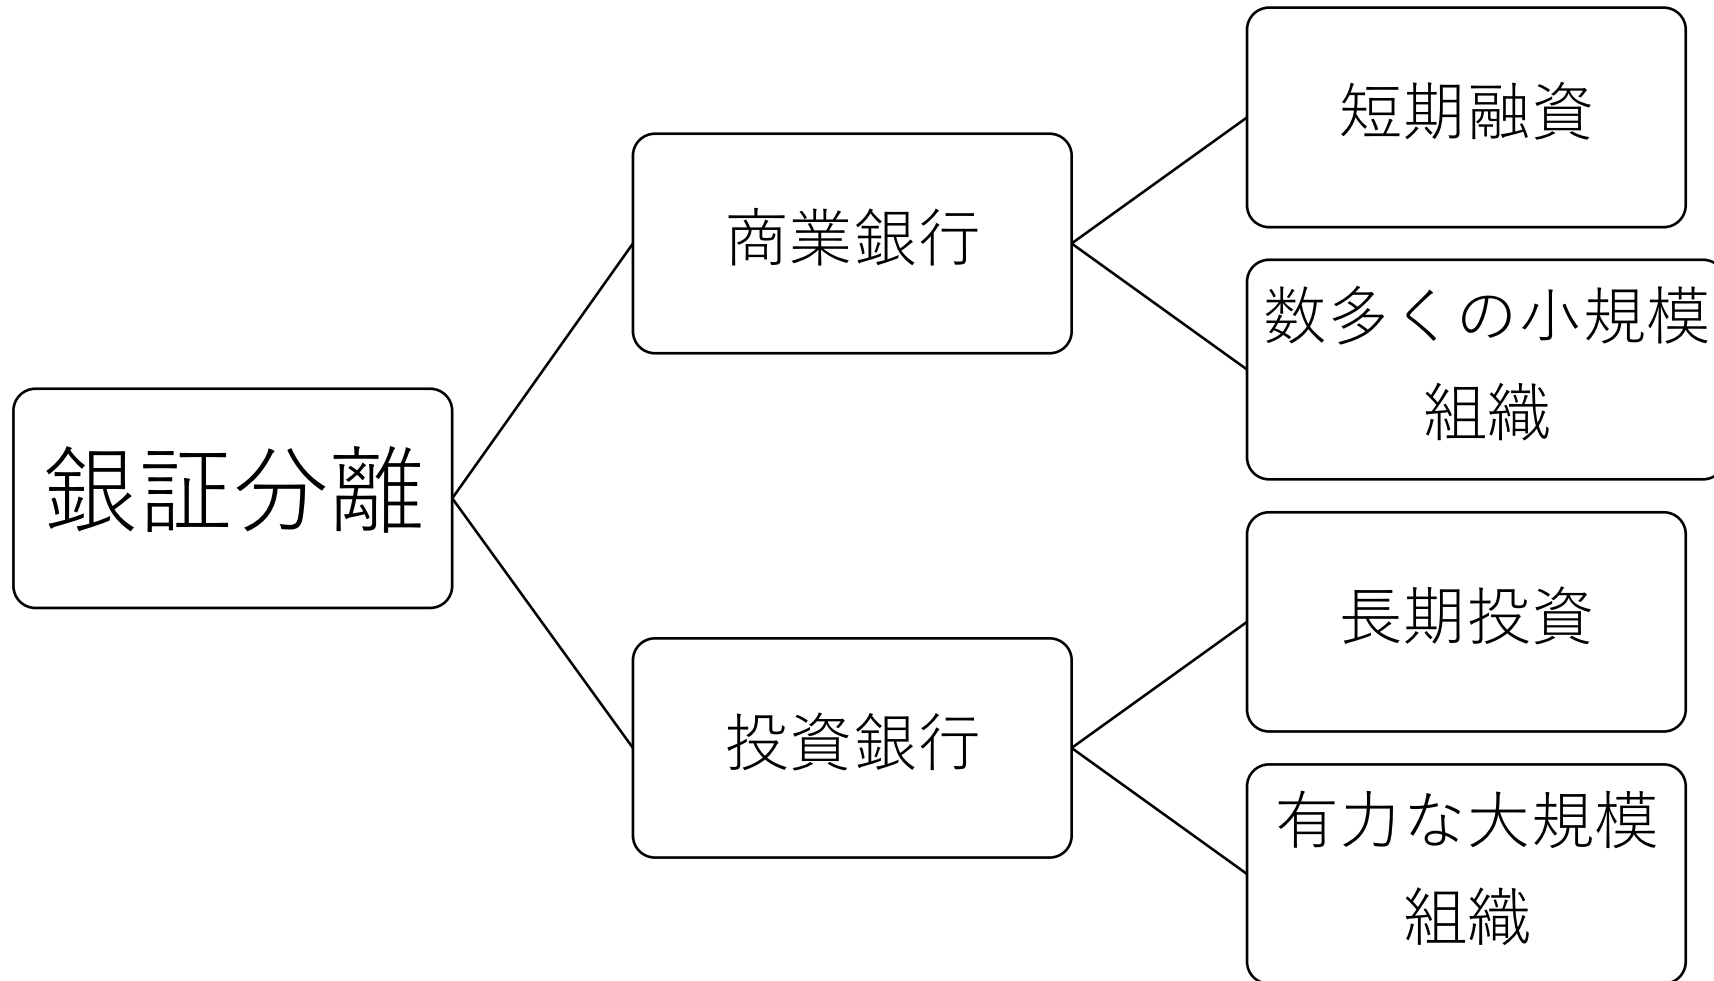 銀証分離
商業銀行
短期融資
数多くの小規模
組織
投資銀行
長期投資
有力な大規模
組織